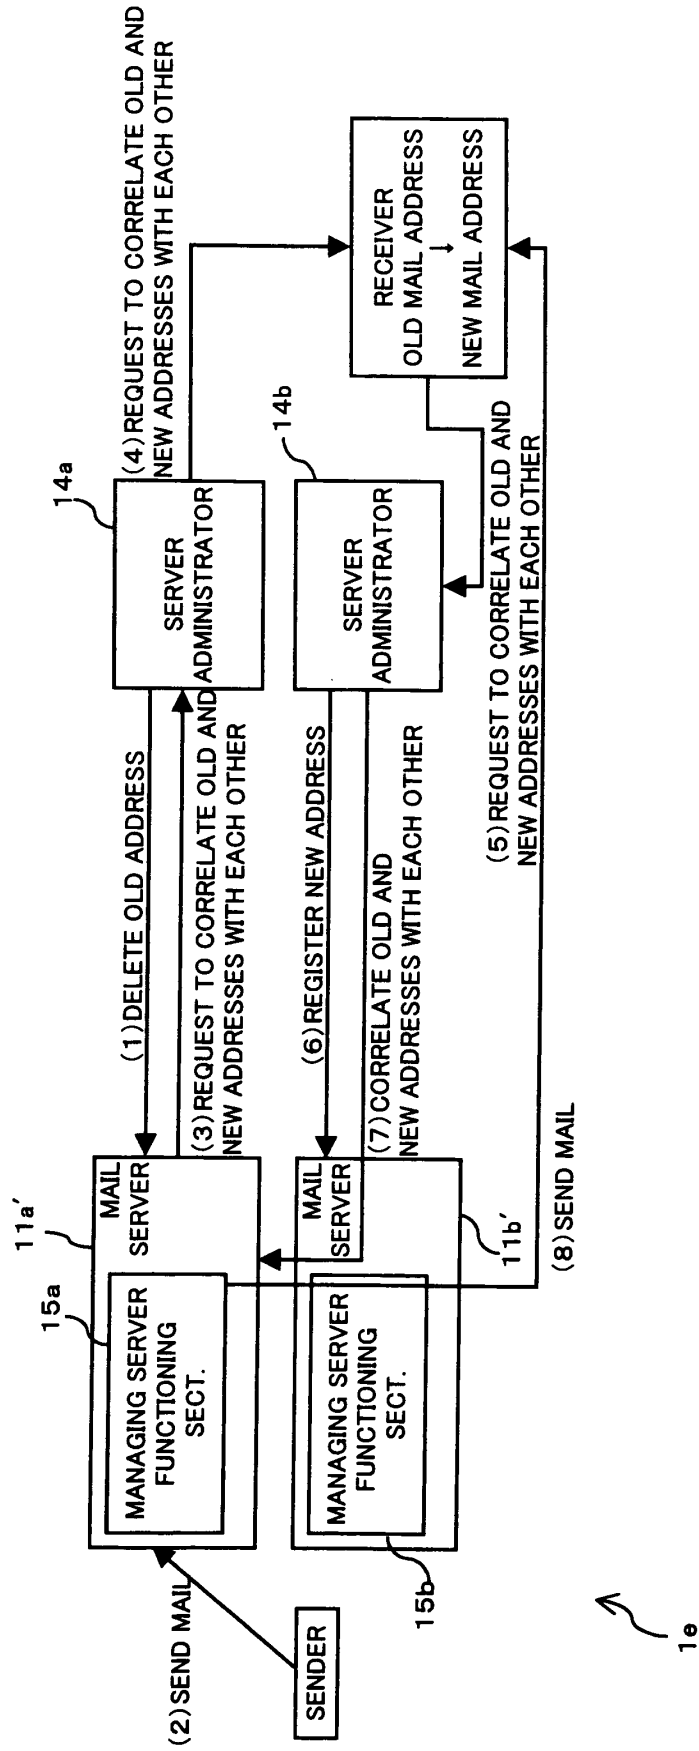 (4)REQUEST TO CORRELATE OLD AND
NEW ADDRESSES WITH EACH OTHER
14a
SERVER
ADMINISTRATOR
14b
SERVER
ADMINISTRATOR
RECEIVER
OLD MAIL ADDRESS
↓
NEW MAIL ADDRESS
(1)DELETE OLD ADDRESS
(3)REQUEST TO CORRELATE OLD AND
NEW ADDRESSES WITH EACH OTHER
(6)REGISTER NEW ADDRESS
(7)CORRELATE OLD AND
NEW ADDRESSES WITH EACH OTHER
(5)REQUEST TO CORRELATE OLD AND
NEW ADDRESSES WITH EACH OTHER
11a′
MAIL
SERVER
15a
MANAGING SERVER
FUNCTIONING
SECT.
MAIL
SERVER
11b′
MANAGING SERVER
FUNCTIONING
SECT.
15b
(8)SEND MAIL
(2)SEND MAIL
SENDER
1e